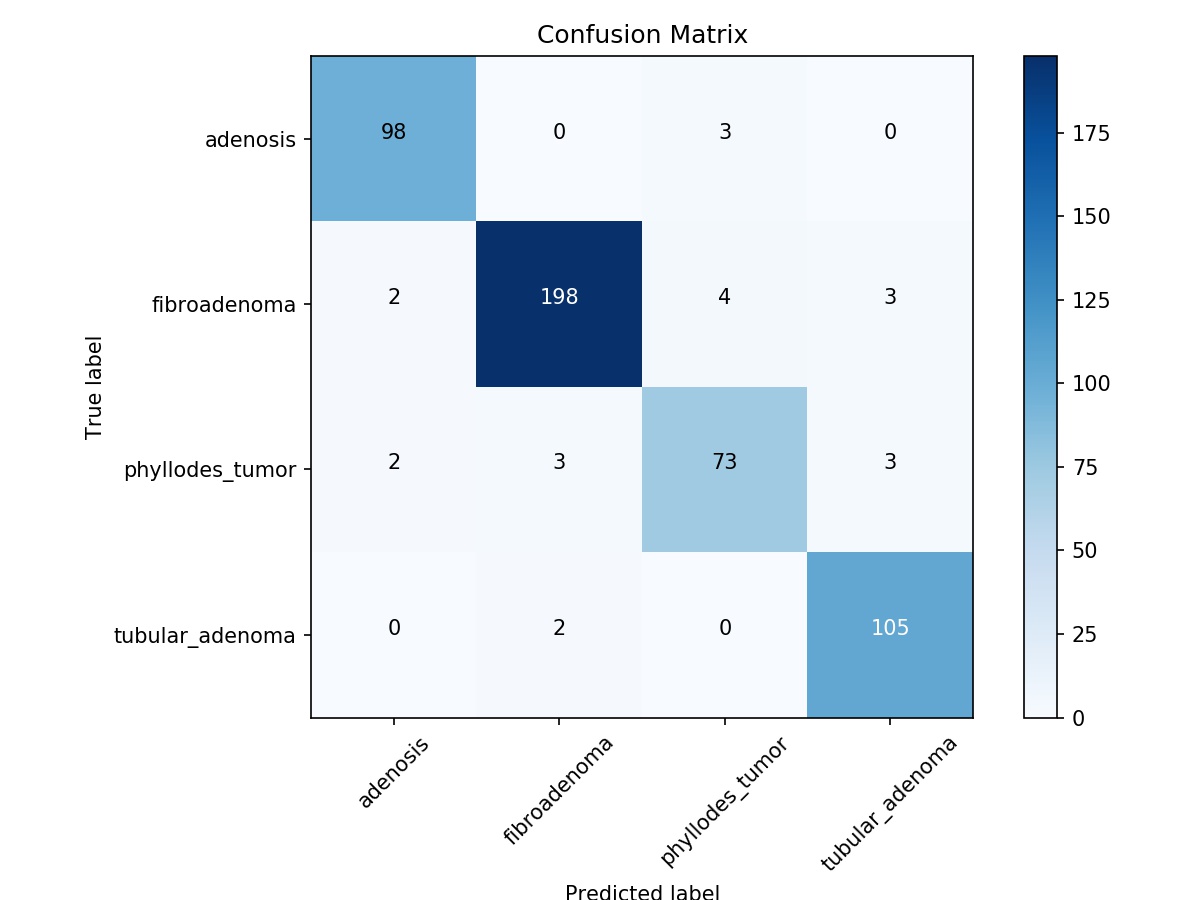 Confusion Matrix
adenosis 98 0 3 0
fibroadenoma 2 198 4 3
phyllodes_tumor 2 3 73 3
tubular_adenoma 0 2 0 105
True label
adenosis fibroadenoma phyllodes_tumor tubular_adenoma
Predicted label
175
150
125
100
75
50
25
0